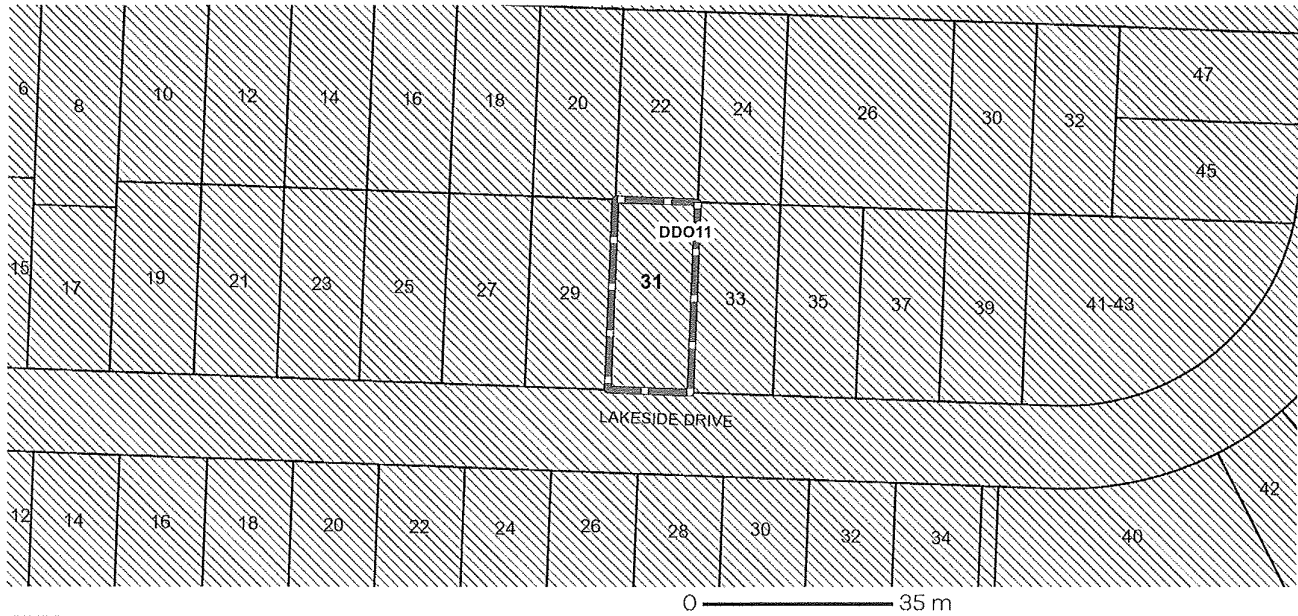 6 8 10 12 14 16 18 20 22 24 26 30 32 47
45
DDO11
15 17 19 21 23 25 27 29 31 33 35 37 39 41-43
LAKESIDE DRIVE
12 14 16 18 20 22 24 26 28 30 32 34 40 42
0 35 m